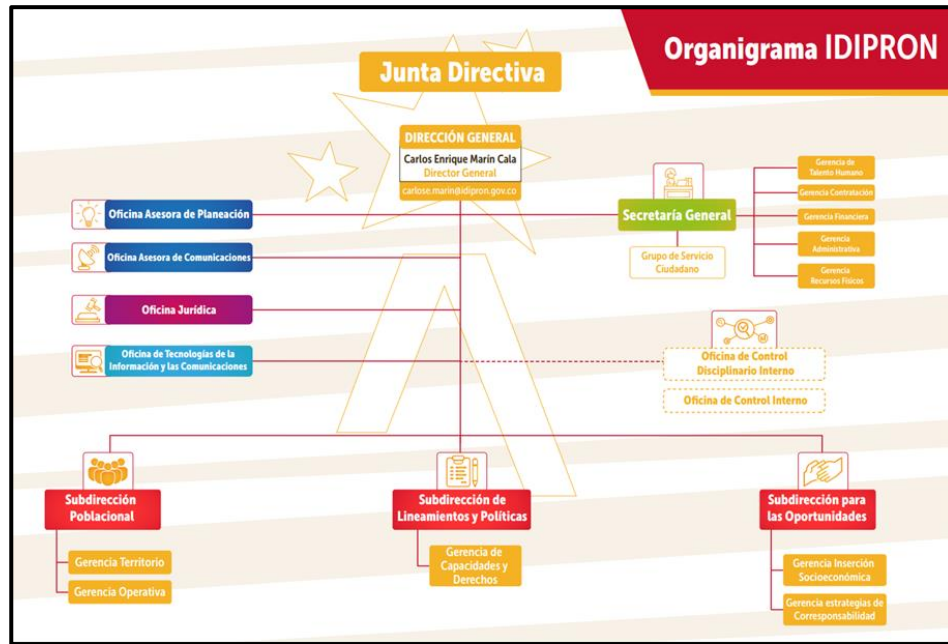 Organigrama IDIPRON
Junta Directiva
DIRECCIÓN GENERAL
Carlos Enrique Marín Cala
Director General
carlose.marin@idipron.gov.co
Oficina Asesora de Planeación
Oficina Asesora de Comunicaciones
Oficina Jurídica
Oficina de Tecnologías de la
Información y las Comunicaciones
Secretaría General
Grupo de Servicio
Ciudadano
Gerencia de
Talento Humano
Gerencia Contratación
Gerencia Financiera
Gerencia
Administrativa
Gerencia
Recursos Físicos
Oficina de Control
Disciplinario Interno
Oficina de Control Interno
Subdirección
Poblacional
Gerencia Territorio
Gerencia Operativa
Subdirección de
Lineamientos y Políticas
Gerencia de
Capacidades y
Derechos
Subdirección para
las Oportunidades
Gerencia Inserción
Socioeconómica
Gerencia estrategias de
Corresponsabilidad